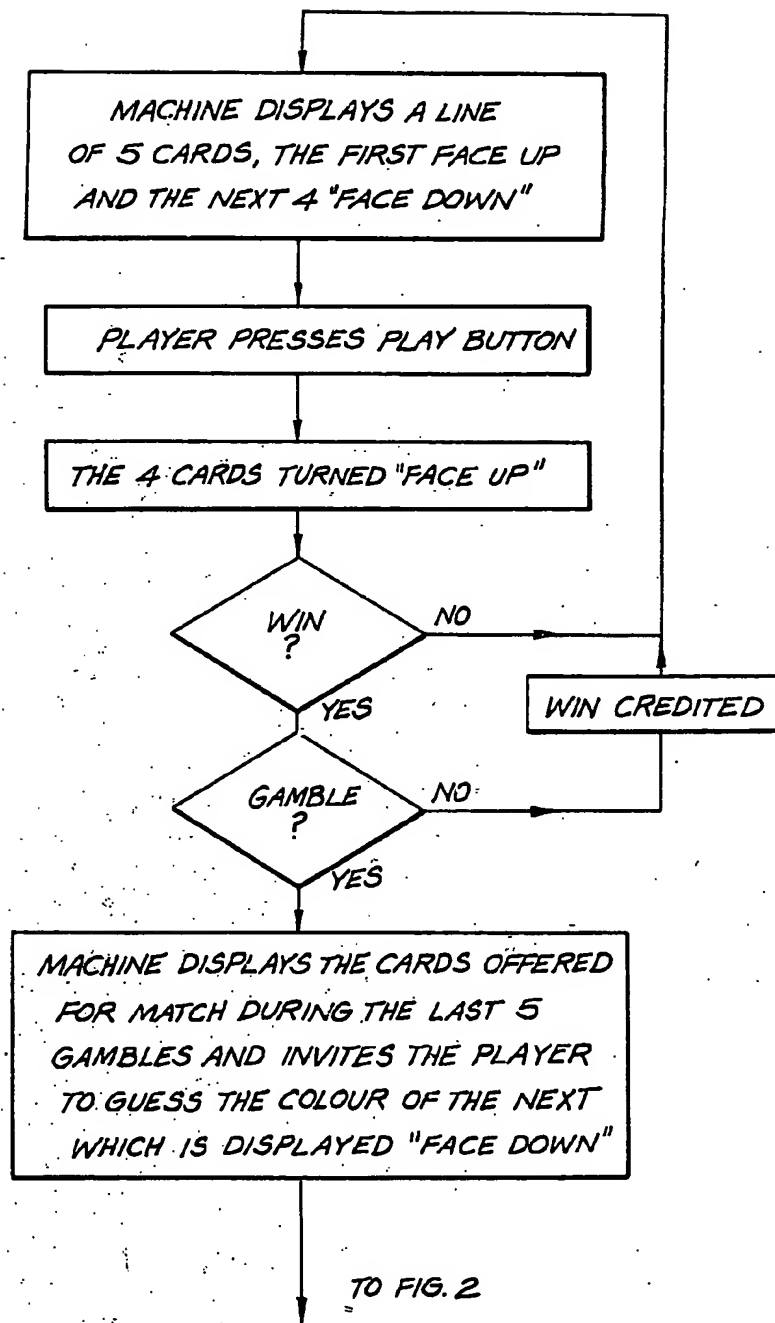 MACHINE DISPLAYS A LINE
OF 5 CARDS, THE FIRST FACE UP
AND THE NEXT 4 "FACE DOWN"
PLAYER PRESSES PLAY BUTTON
THE 4 CARDS TURNED "FACE UP"
WIN
?
NO
YES
WIN CREDITED
GAMBLE
?
NO
YES
MACHINE DISPLAYS THE CARDS OFFERED
FOR MATCH DURING THE LAST 5
GAMBLES AND INVITES THE PLAYER
TO GUESS THE COLOUR OF THE NEXT
WHICH IS DISPLAYED "FACE DOWN"
TO FIG. 2